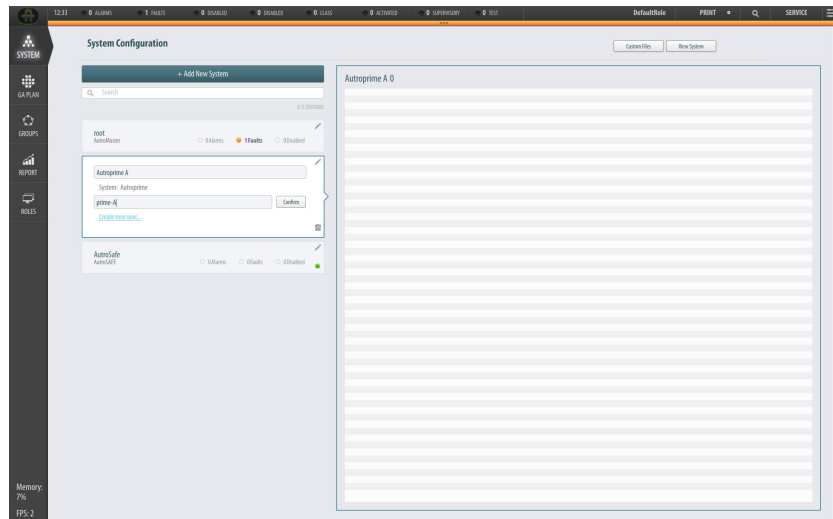 12:33 0 ALARMS 1 FAULTS 0 DISABLED 0 DISABLED 0 CLASS 0 ACTIVATED 0 SUPERVISORY 0 TEST DefaultRole PRINT SERVICE
SYSTEM
GA PLAN
GROUPS
REPORT
ROLES
Memory:
7%
FPS: 2
System Configuration
Custom Files View System
+ Add New System
Search
3/3 SYSTEMS
root
AutroMaster 0 Alarms 1 Faults 0 Disabled
Autroprime A
System: Autroprime
prime-A Confirm
Create new user...
AutroSafe
AutroSAFE 0 Alarms 0 Faults 0 Disabled
Autroprime A 0